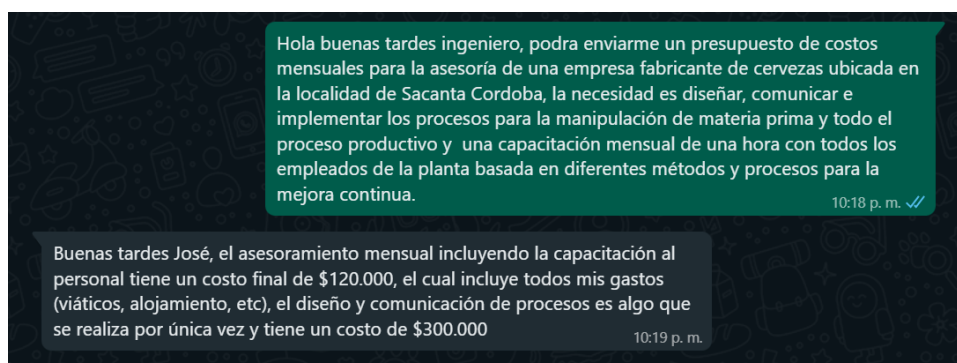 Hola buenas tardes ingeniero, podra enviarme un presupuesto de costos
mensuales para la asesoría de una empresa fabricante de cervezas ubicada en
la localidad de Sacanta Cordoba, la necesidad es diseñar, comunicar e
implementar los procesos para la manipulación de materia prima y todo el
proceso productivo y  una capacitación mensual de una hora con todos los
empleados de la planta basada en diferentes métodos y procesos para la
mejora continua.
10:18 p. m.
Buenas tardes José, el asesoramiento mensual incluyendo la capacitación al
personal tiene un costo final de $120.000, el cual incluye todos mis gastos
(viáticos, alojamiento, etc), el diseño y comunicación de procesos es algo que
se realiza por única vez y tiene un costo de $300.000
10:19 p. m.